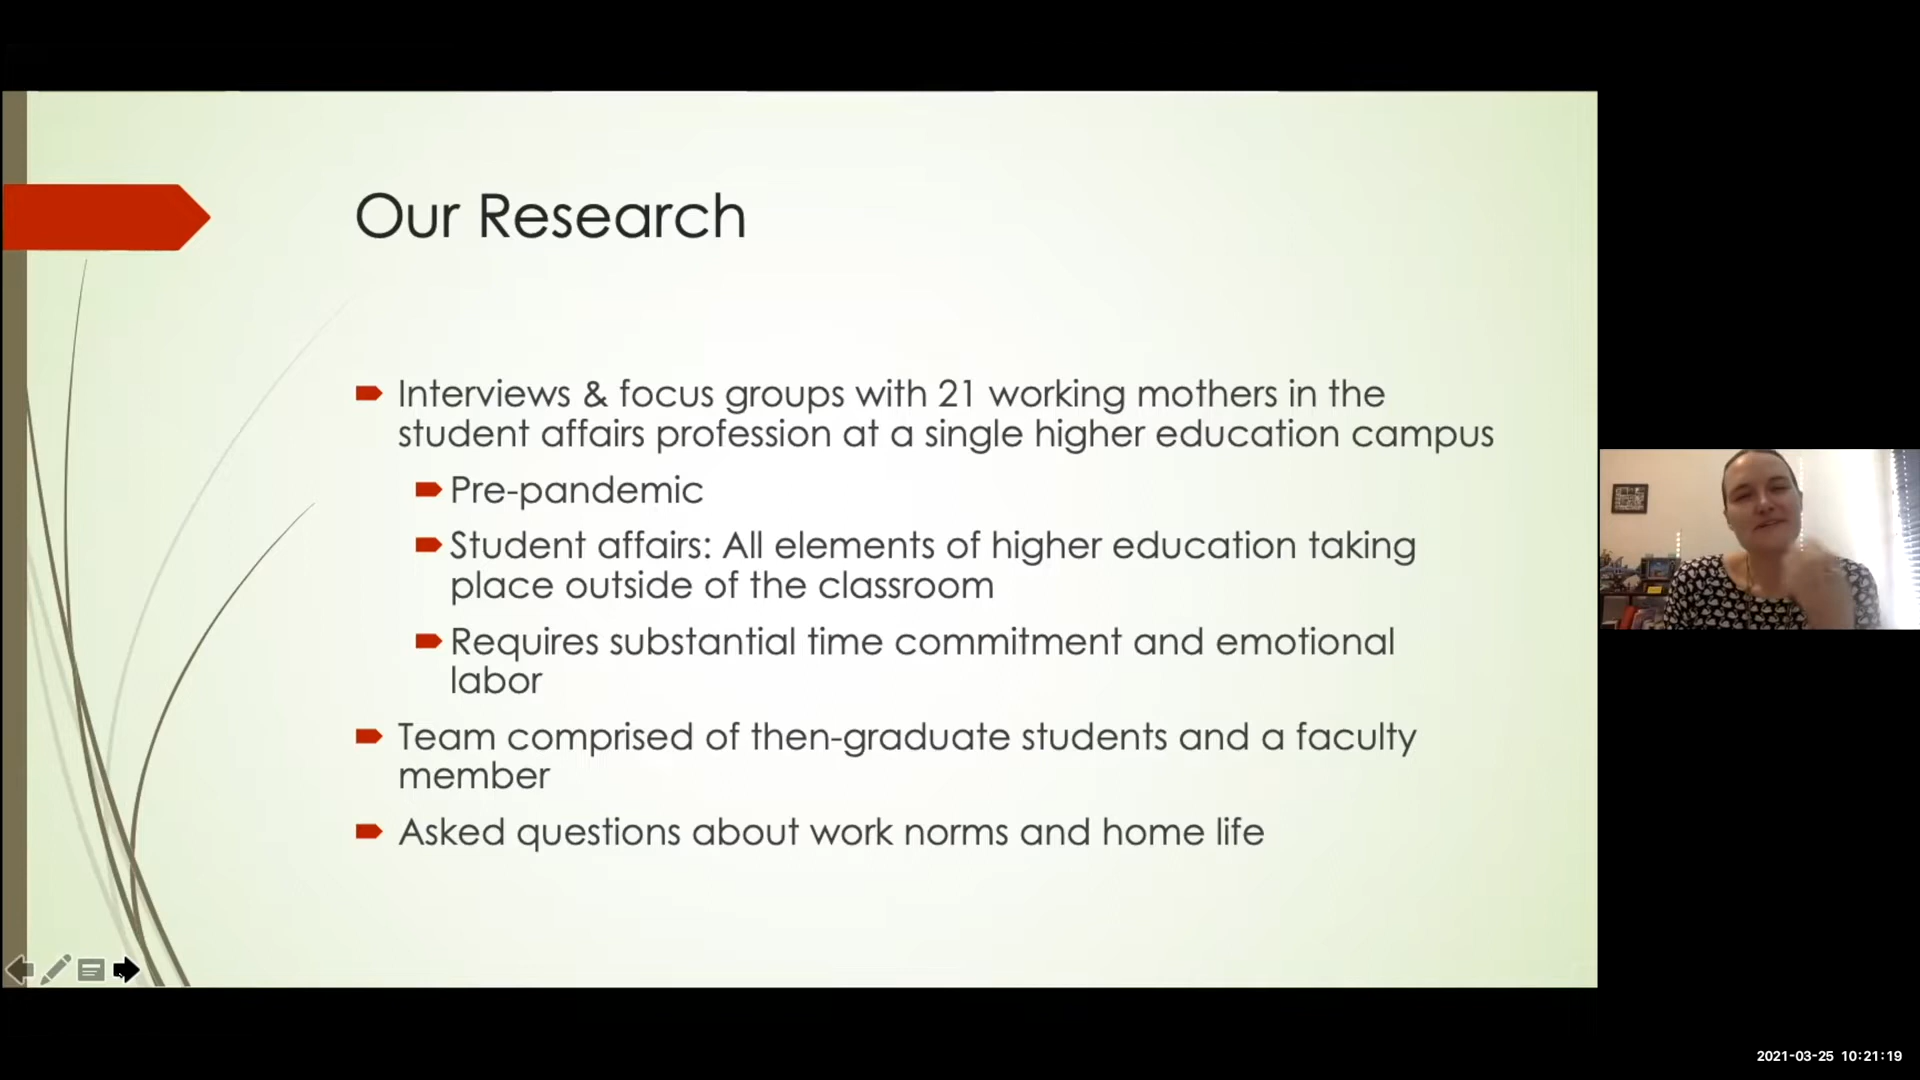 Our Research
Interviews & focus groups with 21 working mothers in the
student affairs profession at a single higher education campus
Pre-pandemic
Student affairs: All elements of higher education taking
place outside of the classroom
Requires substantial time commitment and emotional
labor
Team comprised of then-graduate students and a faculty
member
Asked questions about work norms and home life
2021-03-25 10:21:19